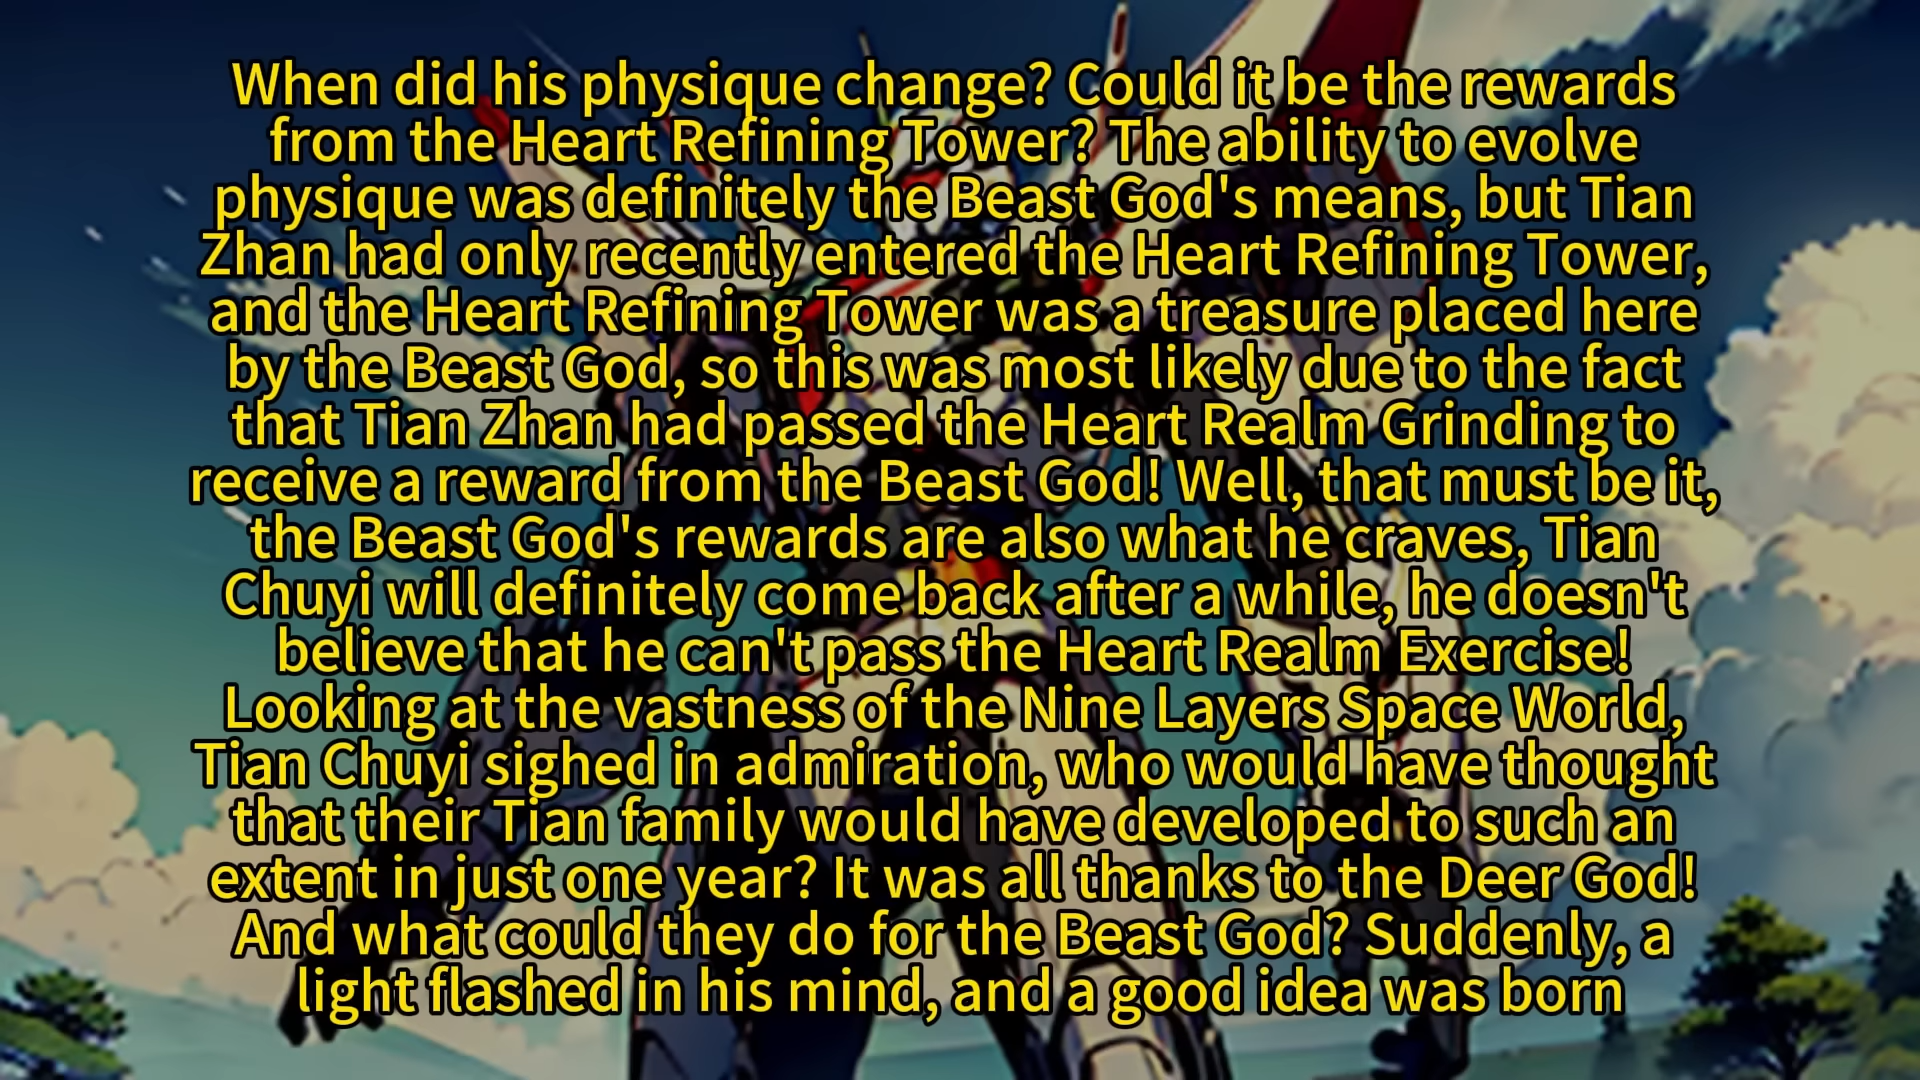 When did his physique change? Could it be the rewards
from the Heart Refining Tower? The ability to evolve
physique was definitely the Beast God's means, but Tian
Zhan had only recently entered the Heart Refining Tower,
and the Heart Refining Tower was a treasure placed here
by the Beast God, so this was most likely due to the fact
that Tian Zhan had passed the Heart Realm Grinding to
receive a reward from the Beast God! Well, that must be it,
the Beast God's rewards are also what he craves, Tian
Chuyi will definitely come back after a while, he doesn't
believe that he can't pass the Heart Realm Exercise!
Looking at the vastness of the Nine Layers Space World,
Tian Chuyi sighed in admiration, who would have thought
that their Tian family would have developed to such an
extent in just one year? It was all thanks to the Deer God!
And what could they do for the Beast God? Suddenly, a
light flashed in his mind, and a good idea was born